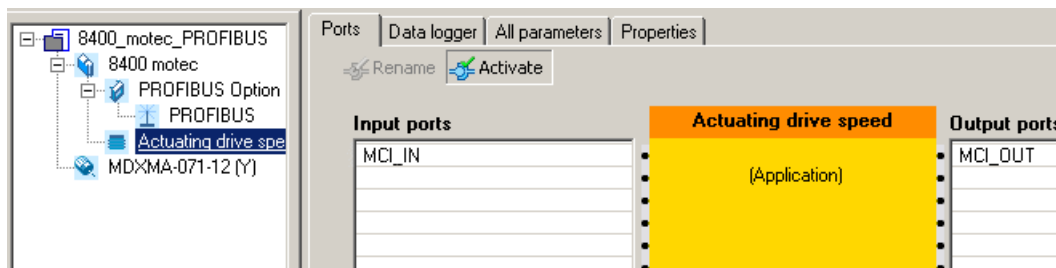 8400_motec_PROFIBUS
8400 motec
PROFIBUS Option
PROFIBUS
Actuating drive spe
MDXMA-071-12 (Y)
Ports Data logger All parameters Properties
Rename Activate
Input ports Actuating drive speed Output ports
MCI_IN (Application) MCI_OUT